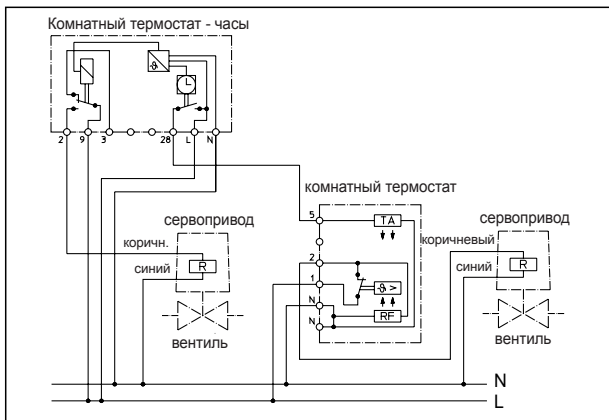 Комнатный термостат - часы
ϑ
2 9 3 28 L N
комнатный термостат
сервопривод
сервопривод
5 TA
коричн.
коричневый
R
синий
2
R
синий
1 ϑ >
N RF
N
вентиль
вентиль
N
L